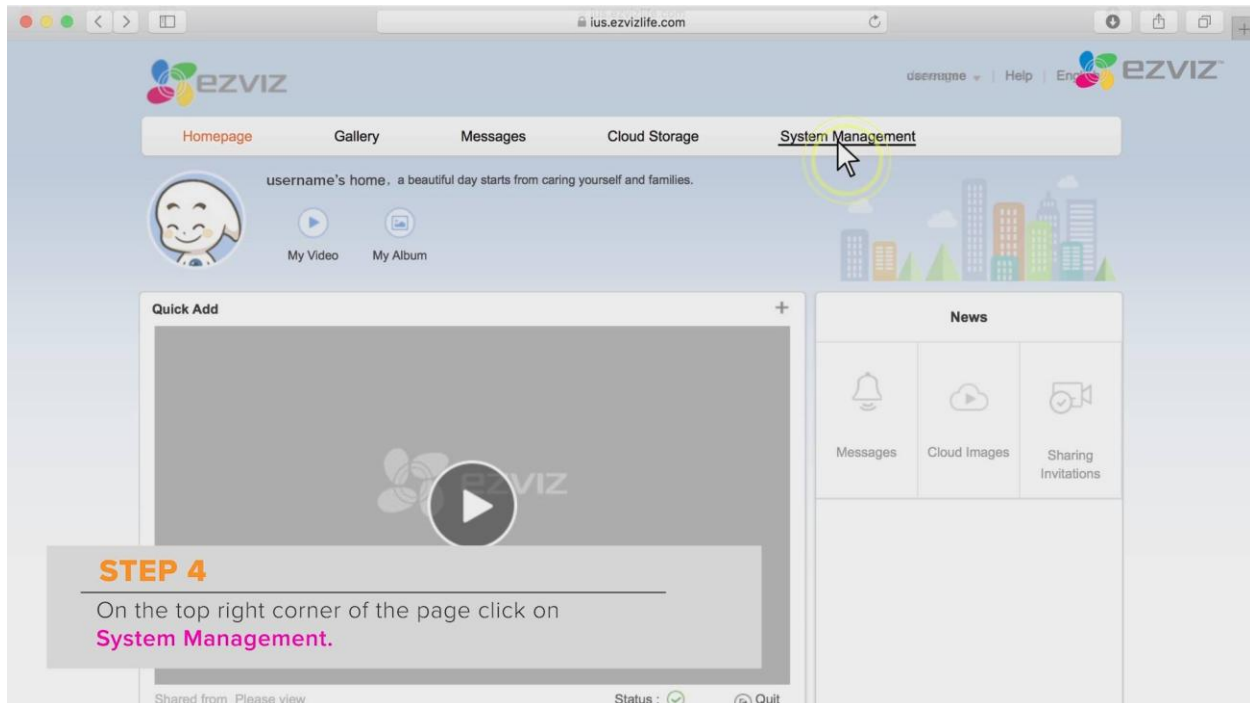 ius.ezvizlife.com
ezviz
Help
ezviz
Homepage Gallery Messages Cloud Storage System Management
username's home, a beautiful day starts from caring yourself and families.
My Video My Album
Quick Add
News
ezviz
Messages Cloud Images Sharing
Invitations
STEP 4
On the top right corner of the page click on
System Management.
Shared from Please view Status : Quit